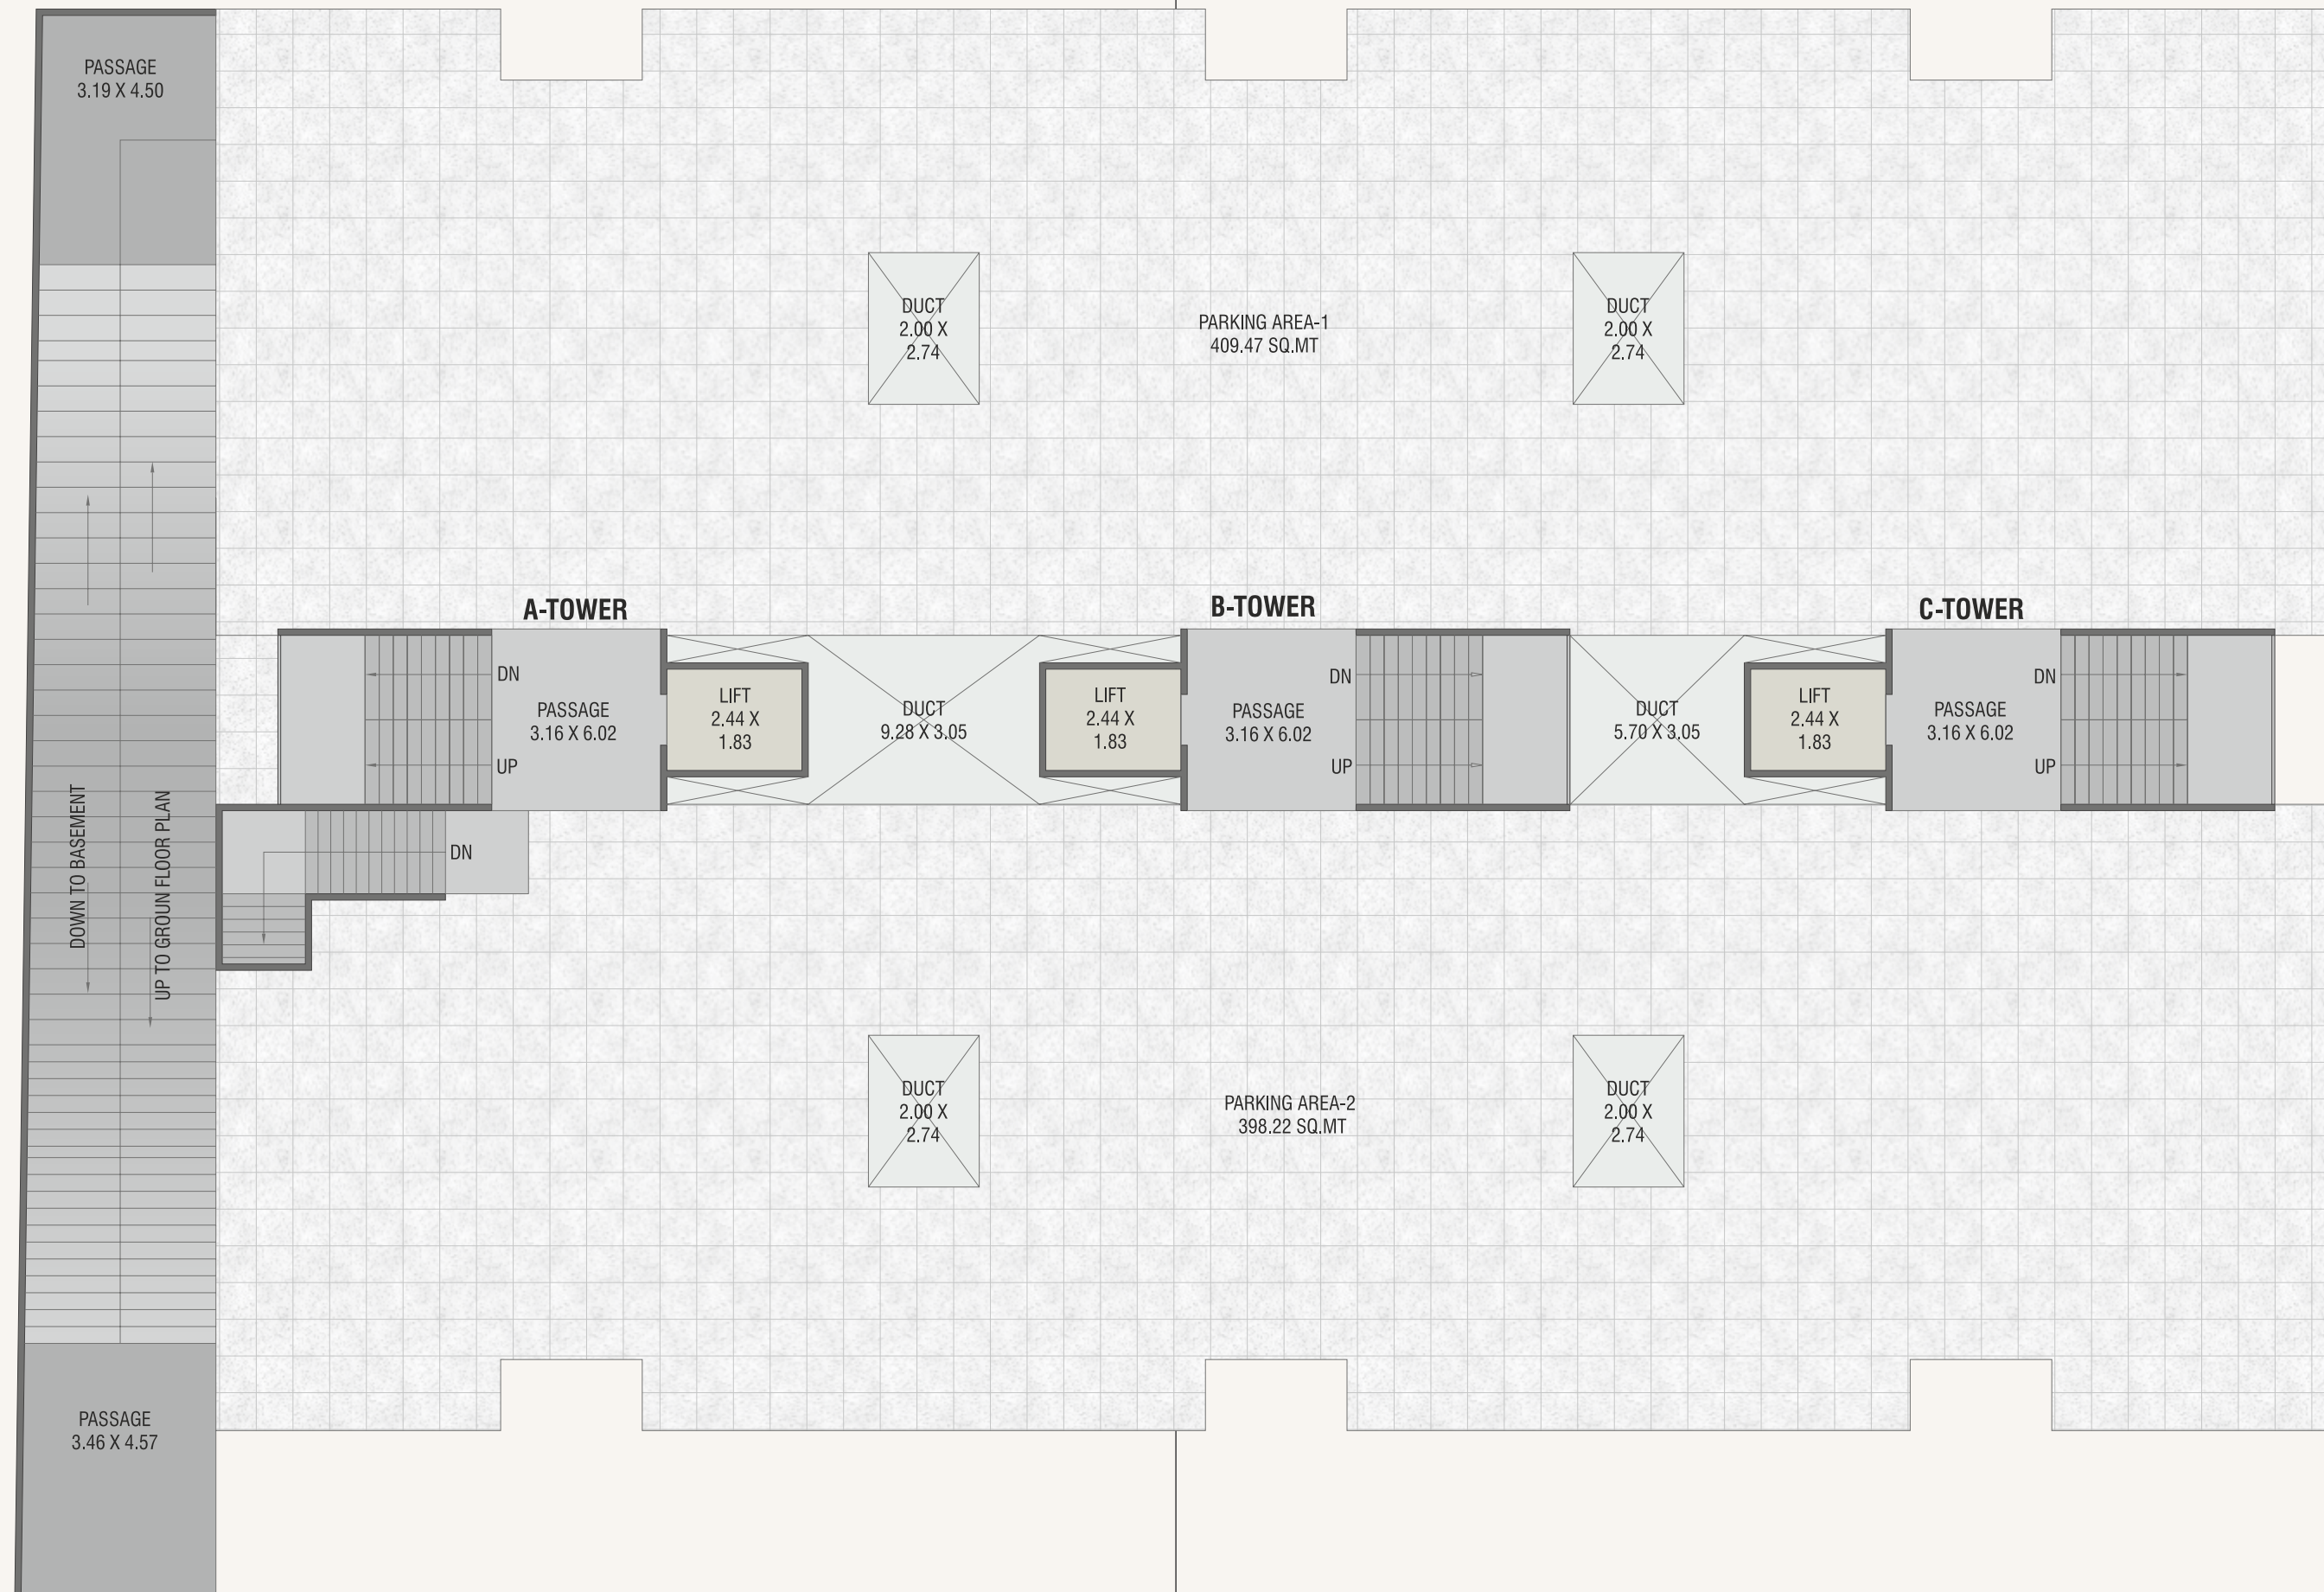 PASSAGE
3.19 X 4.50
DUCT
2.00 X
2.74
PARKING AREA-1
409.47 SQ.MT
DUCT
2.00 X
2.74
A-TOWER
B-TOWER
C-TOWER
DN
UP
PASSAGE
3.16 X 6.02
LIFT
2.44 X
1.83
DUCT
9.28 X 3.05
LIFT
2.44 X
1.83
PASSAGE
3.16 X 6.02
DN
UP
DUCT
5.70 X 3.05
LIFT
2.44 X
1.83
PASSAGE
3.16 X 6.02
DN
UP
DOWN TO BASEMENT
UP TO GROUN FLOOR PLAN
DN
DUCT
2.00 X
2.74
PARKING AREA-2
398.22 SQ.MT
DUCT
2.00 X
2.74
PASSAGE
3.46 X 4.57